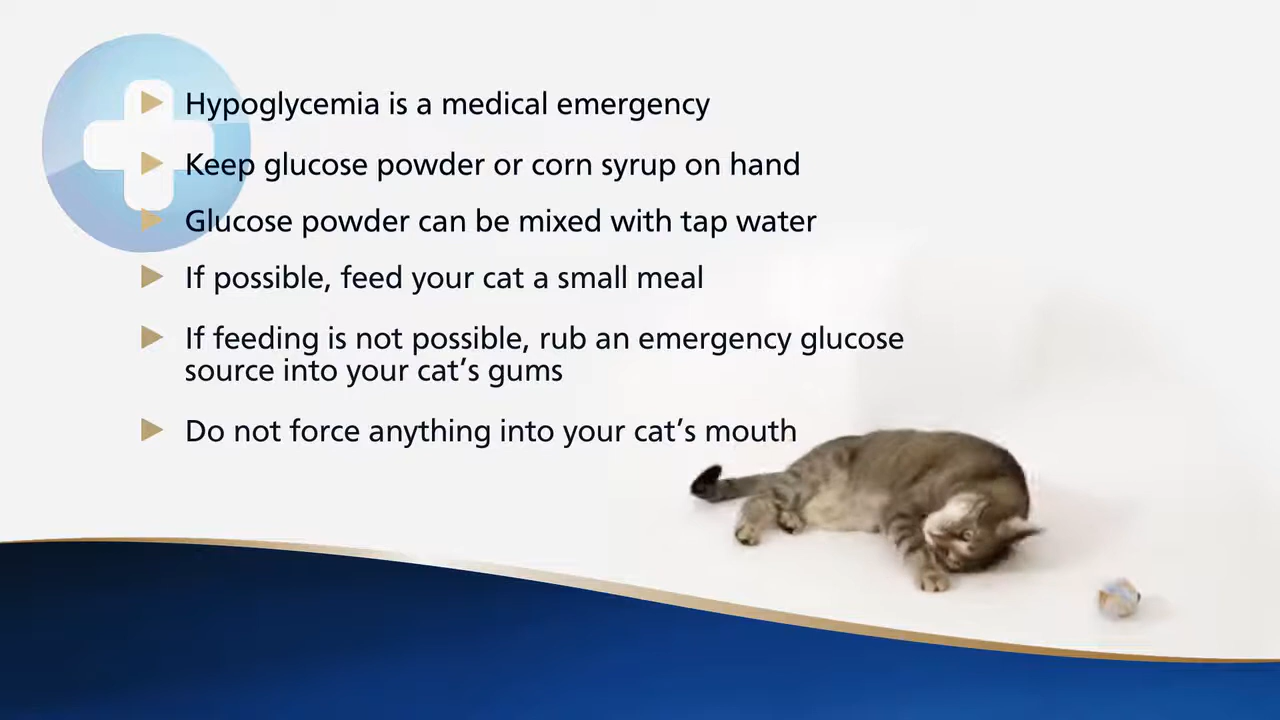 Hypoglycemia is a medical emergency
Keep glucose powder or corn syrup on hand
Glucose powder can be mixed with tap water
If possible, feed your cat a small meal
If feeding is not possible, rub an emergency glucose
source into your cat’s gums
Do not force anything into your cat’s mouth